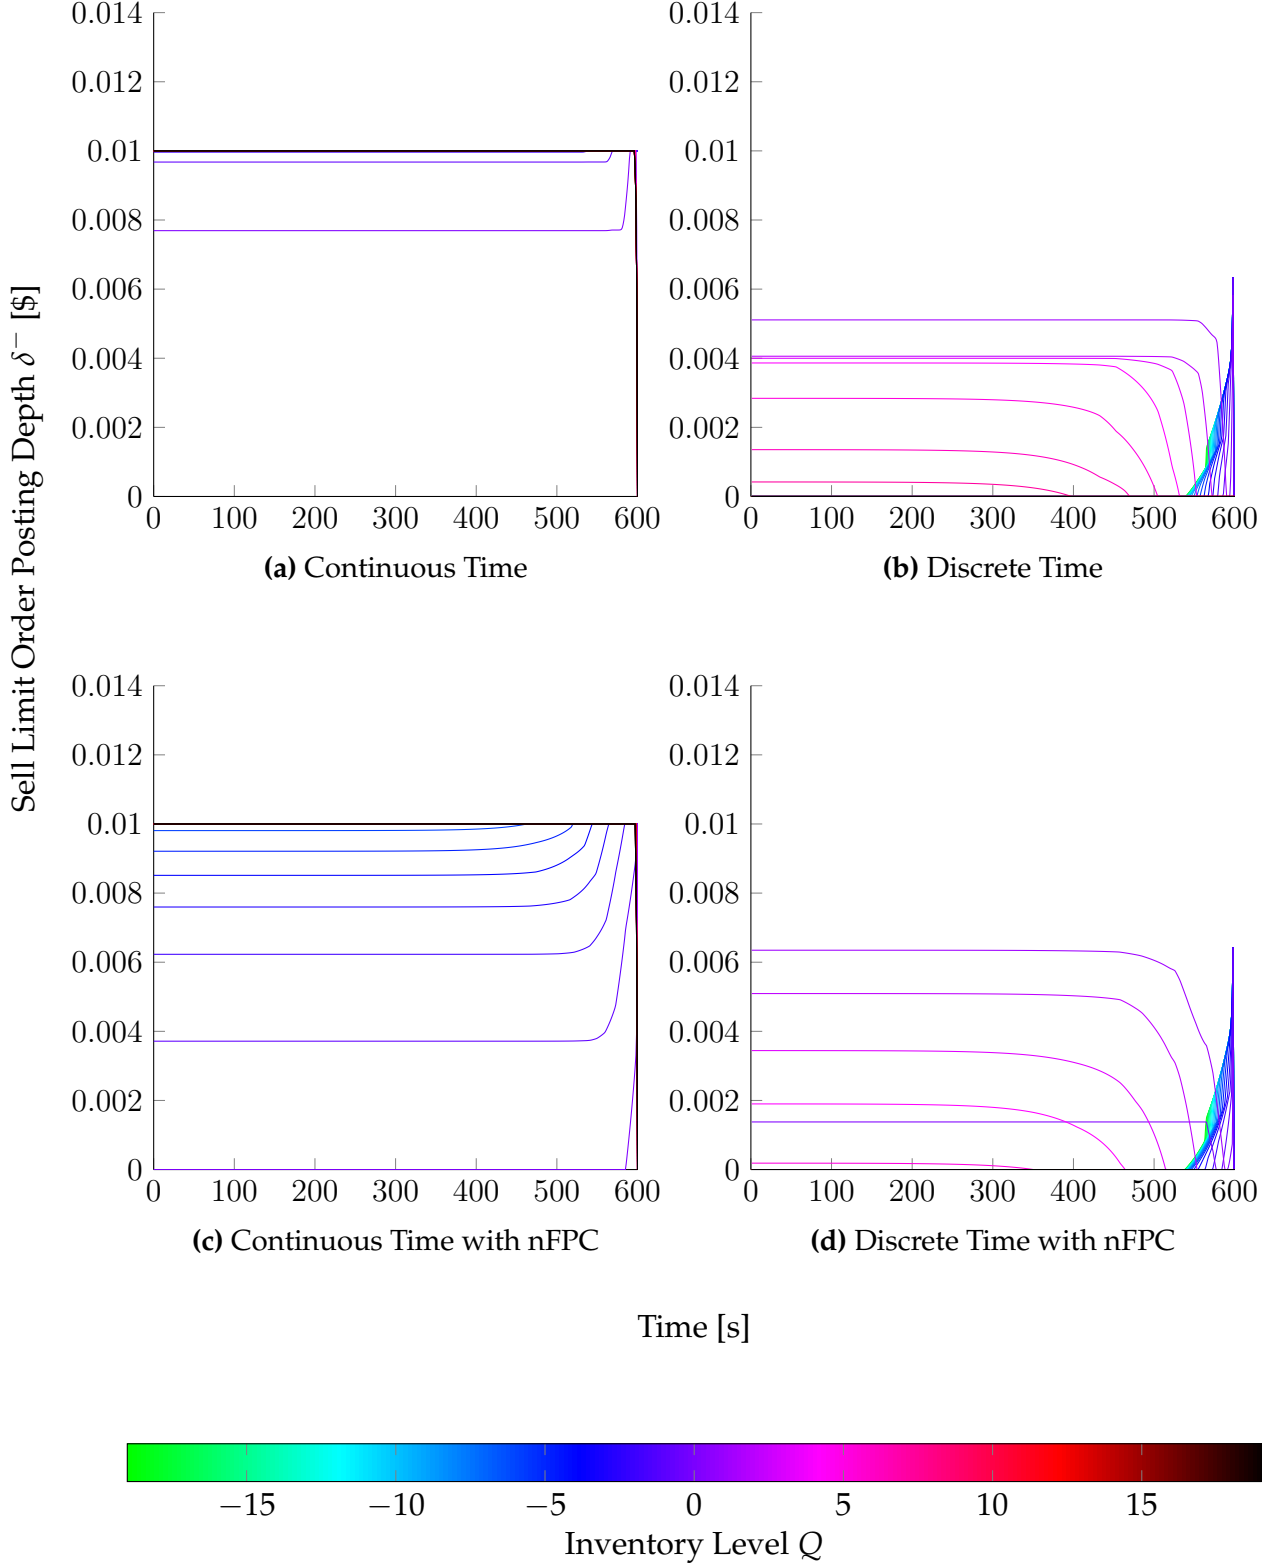 Sell Limit Order Posting Depth δ− [$]
0.014
0.012
0.01
0.008
0.006
0.004
0.002
0
0 100 200 300 400 500 600
(a) Continuous Time
0.014
0.012
0.01
0.008
0.006
0.004
0.002
0
0 100 200 300 400 500 600
(b) Discrete Time
0.014
0.012
0.01
0.008
0.006
0.004
0.002
0
0 100 200 300 400 500 600
(c) Continuous Time with nFPC
0.014
0.012
0.01
0.008
0.006
0.004
0.002
0
0 100 200 300 400 500 600
(d) Discrete Time with nFPC
Time [s]
−15 −10 −5 0 5 10 15
Inventory Level Q